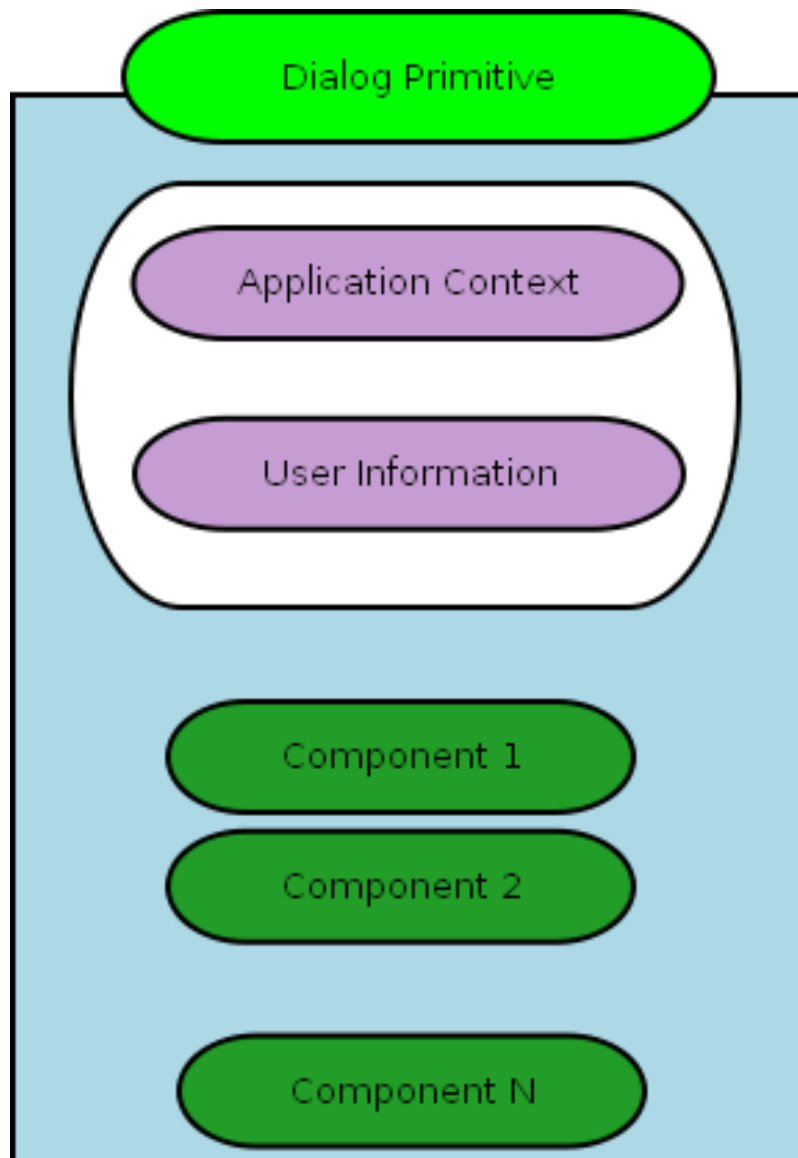 Dialog Primitive
Application Context
User Information
Component 1
Component 2
Component N